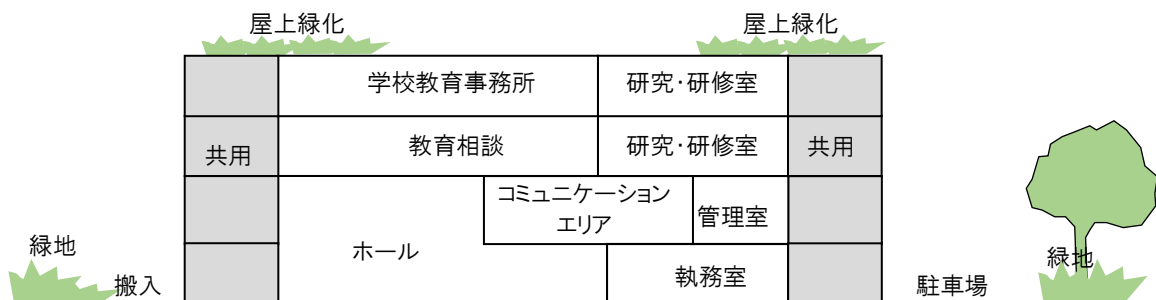 屋上緑化
屋上緑化
学校教育事務所
研究・研修室
共用
教育相談
研究・研修室
共用
コミュニケーション
エリア
管理室
ホール
緑地
搬入
執務室
駐車場
緑地